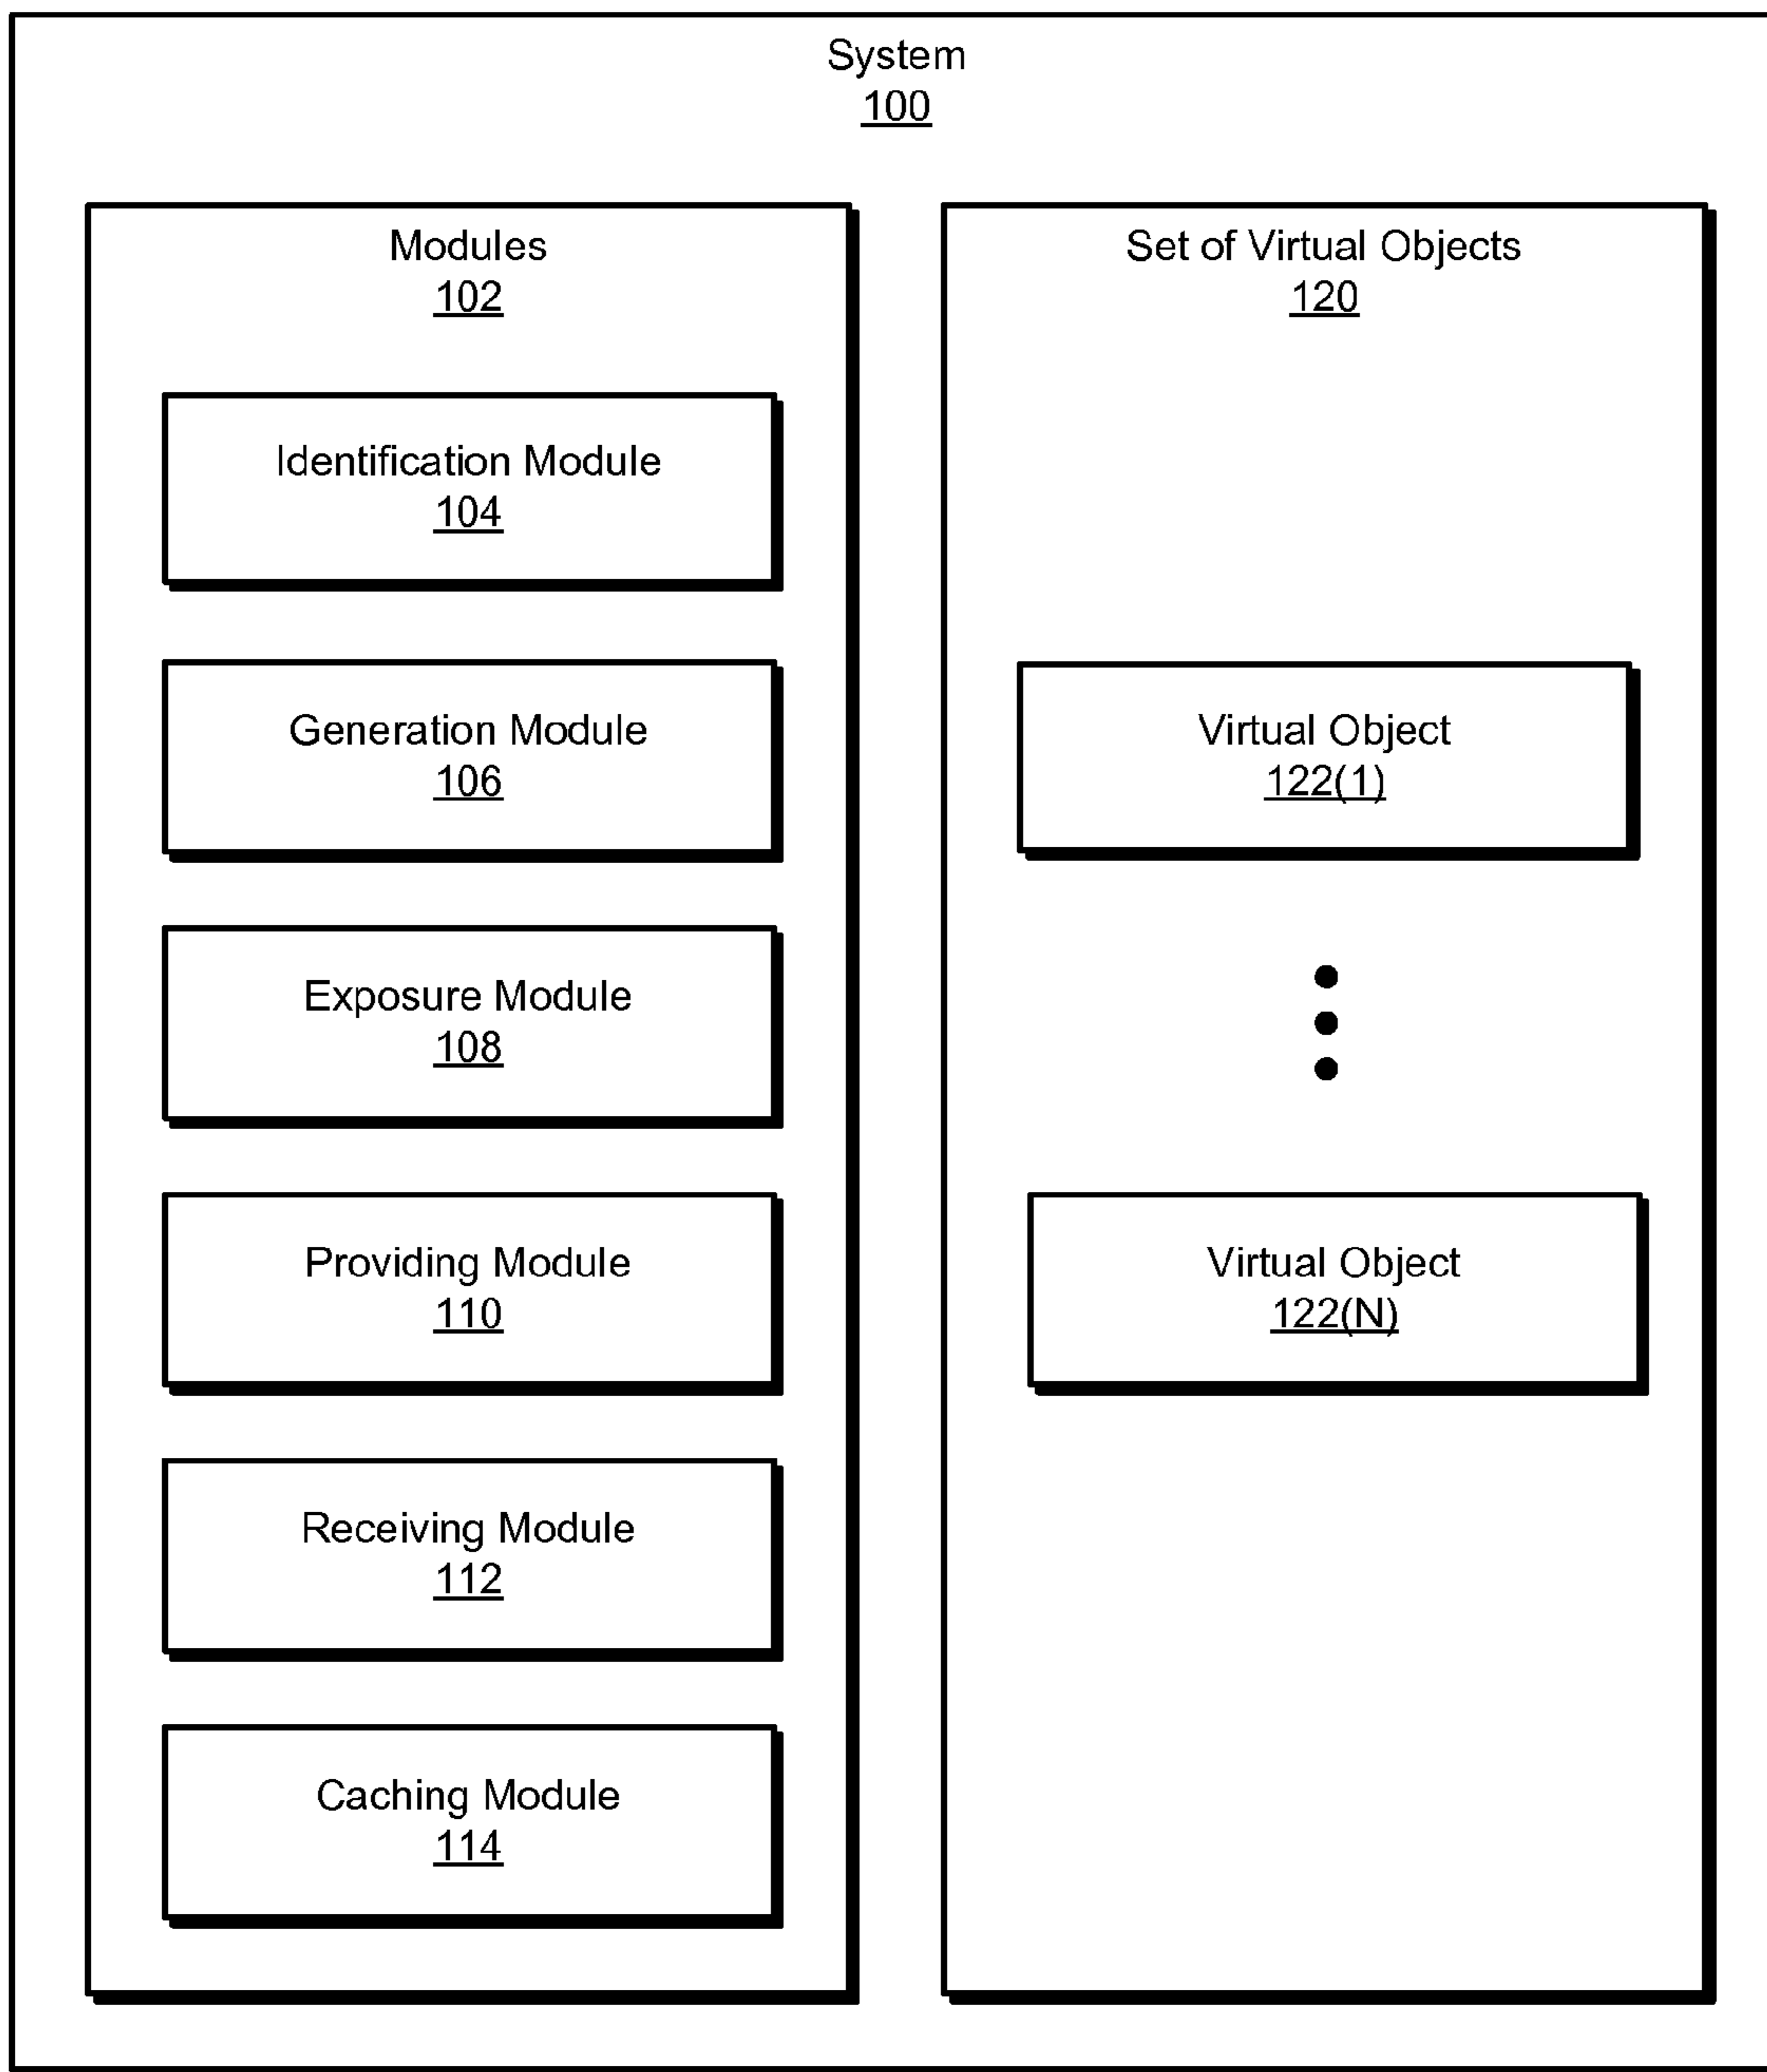 System
100
Modules
102
Identification Module
104
Generation Module
106
Exposure Module
108
Providing Module
110
Receiving Module
112
Caching Module
114
Set of Virtual Objects
120
Virtual Object
122(1)
Virtual Object
122(N)